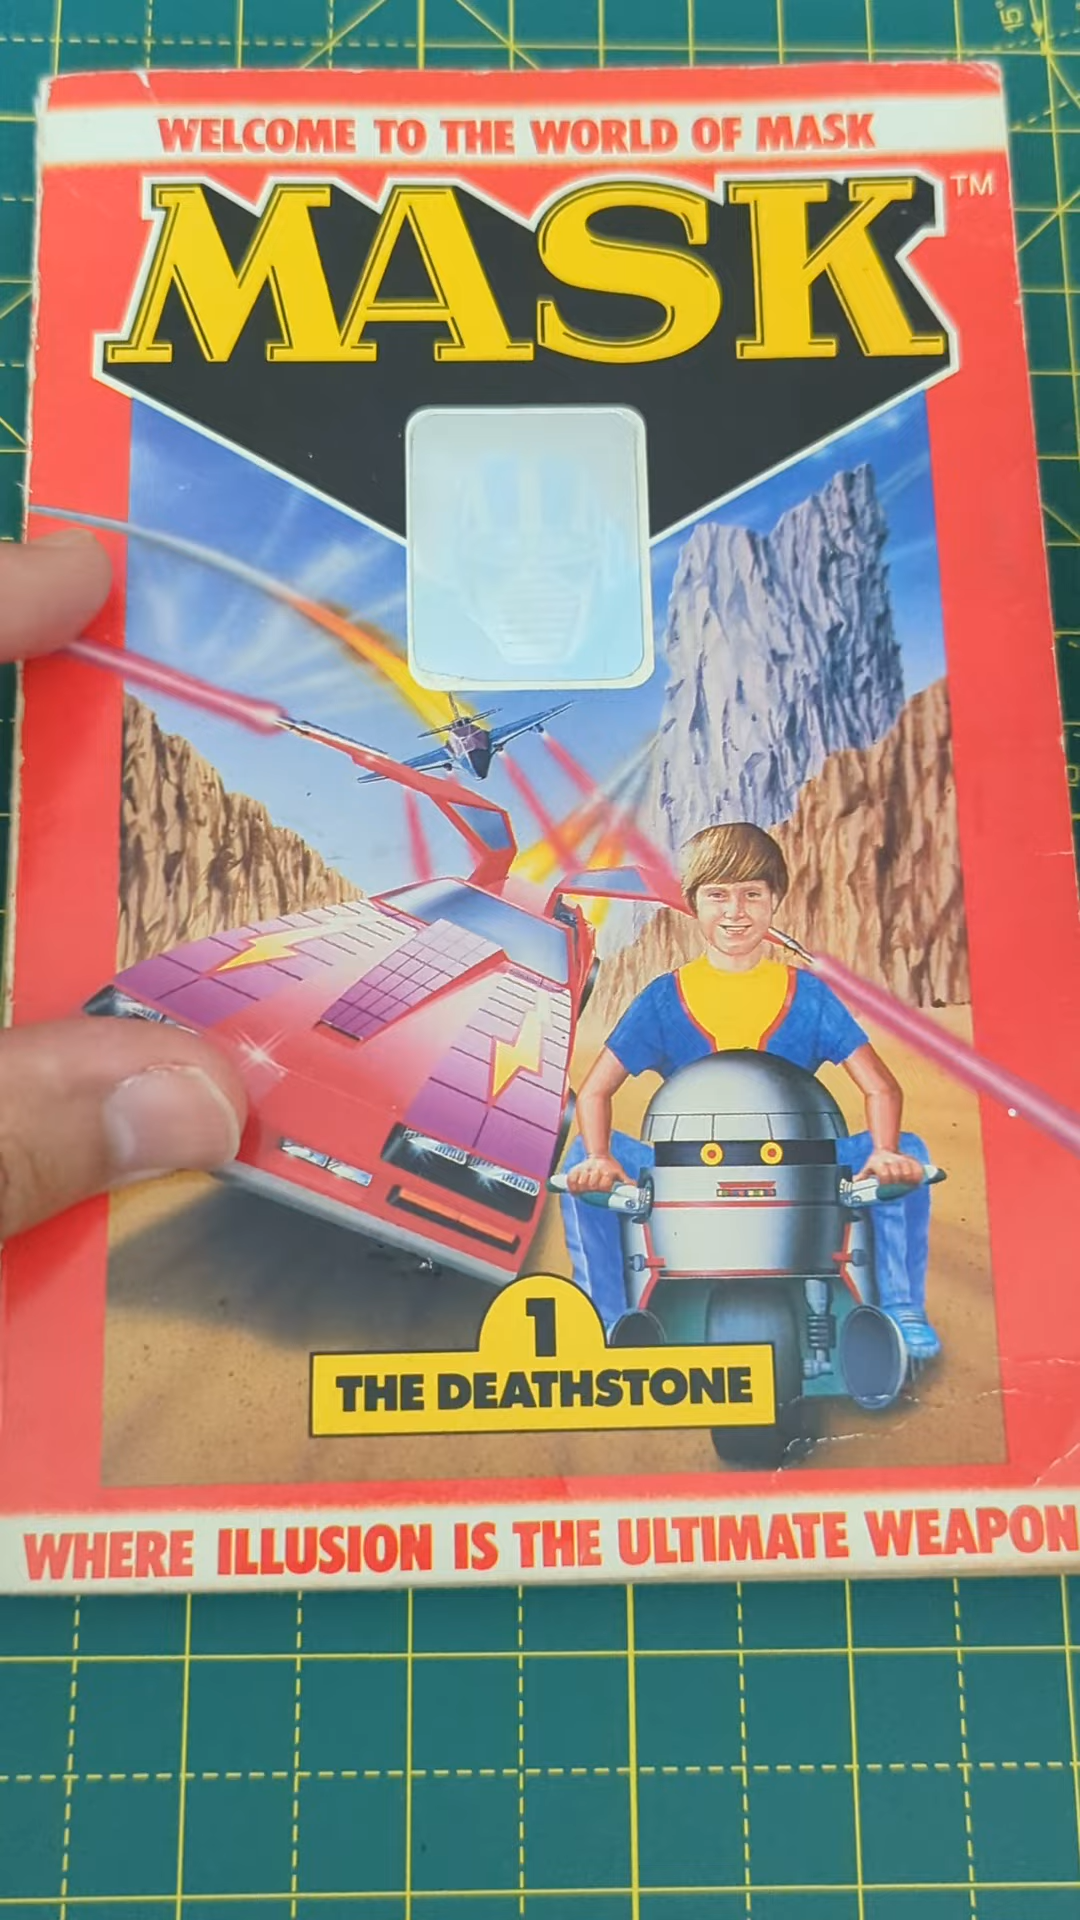 WELCOME TO THE WORLD OF MASK
MASK™
1
THE DEATHSTONE
WHERE ILLUSION IS THE ULTIMATE WEAPON